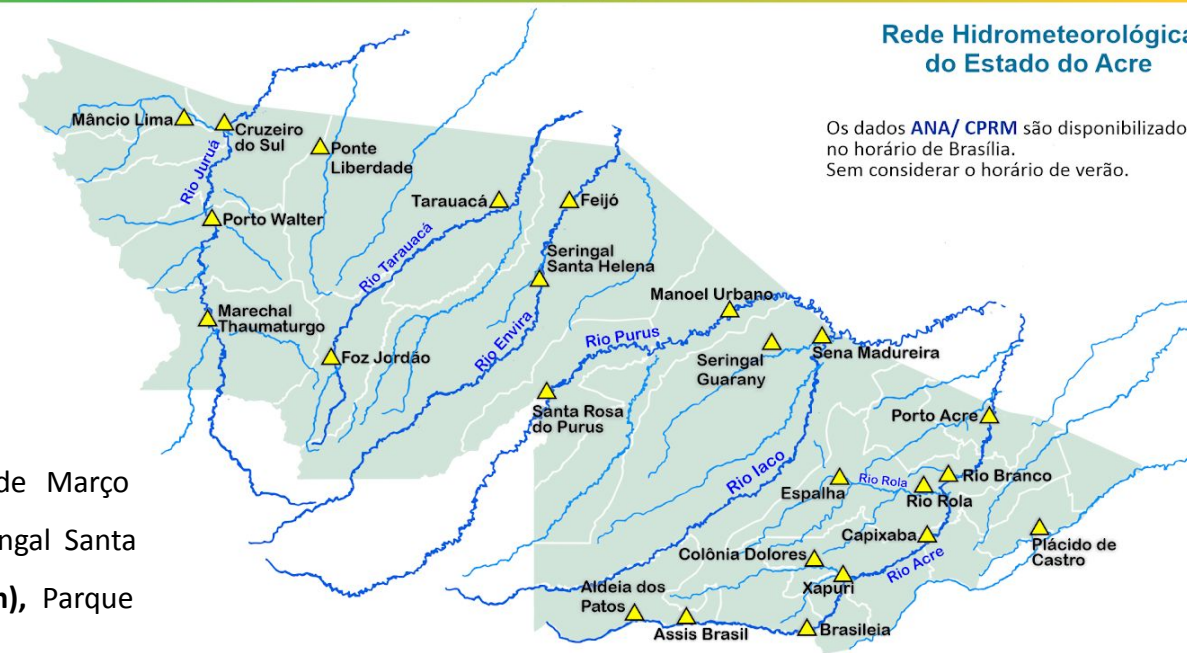 Rede Hidrometeorológica
do Estado do Acre
Os dados ANA/ CPRM são
no horário de Brasília.
Sem considerar o horário de verão.
Mâncio Lima
Cruzeiro
do Sul
Ponte
Liberdade
Rio Juruá
Tarauacá
Feijó
Porto Walter
Rio Tarauacá
Seringal
Santa Helena
Manoel Urbano
Marechal
Thaumaturgo
Rio Envira
Rio Purus
Foz Jordão
Seringal
Guarany
Sena Madureira
Santa Rosa
do Purus
Porto Acre
Rio Iaco
Espalha
Rio Rola
Rio Rola
Rio Branco
Capixaba
Plácido de
Castro
Colônia Dolores
Rio Acre
Xapuri
Aldeia dos
Patos
Assis Brasil
Brasileia
de Março
Santa
Parque